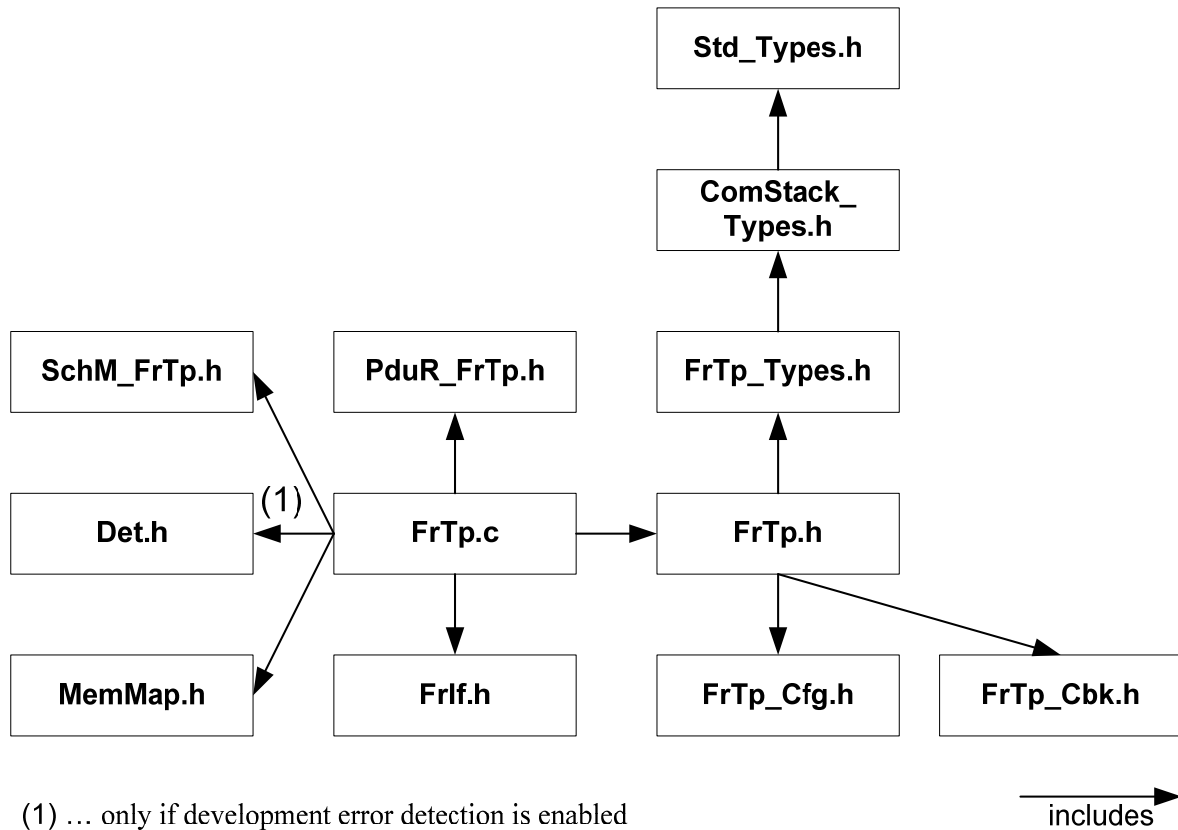 Std_Types.h
ComStack_
Types.h
SchM_FrTp.h
PduR_FrTp.h
FrTp_Types.h
(1)
Det.h
FrTp.c
FrTp.h
MemMap.h
FrIf.h
FrTp_Cfg.h
FrTp_Cbk.h
(1) … only if development error detection is enabled
includes